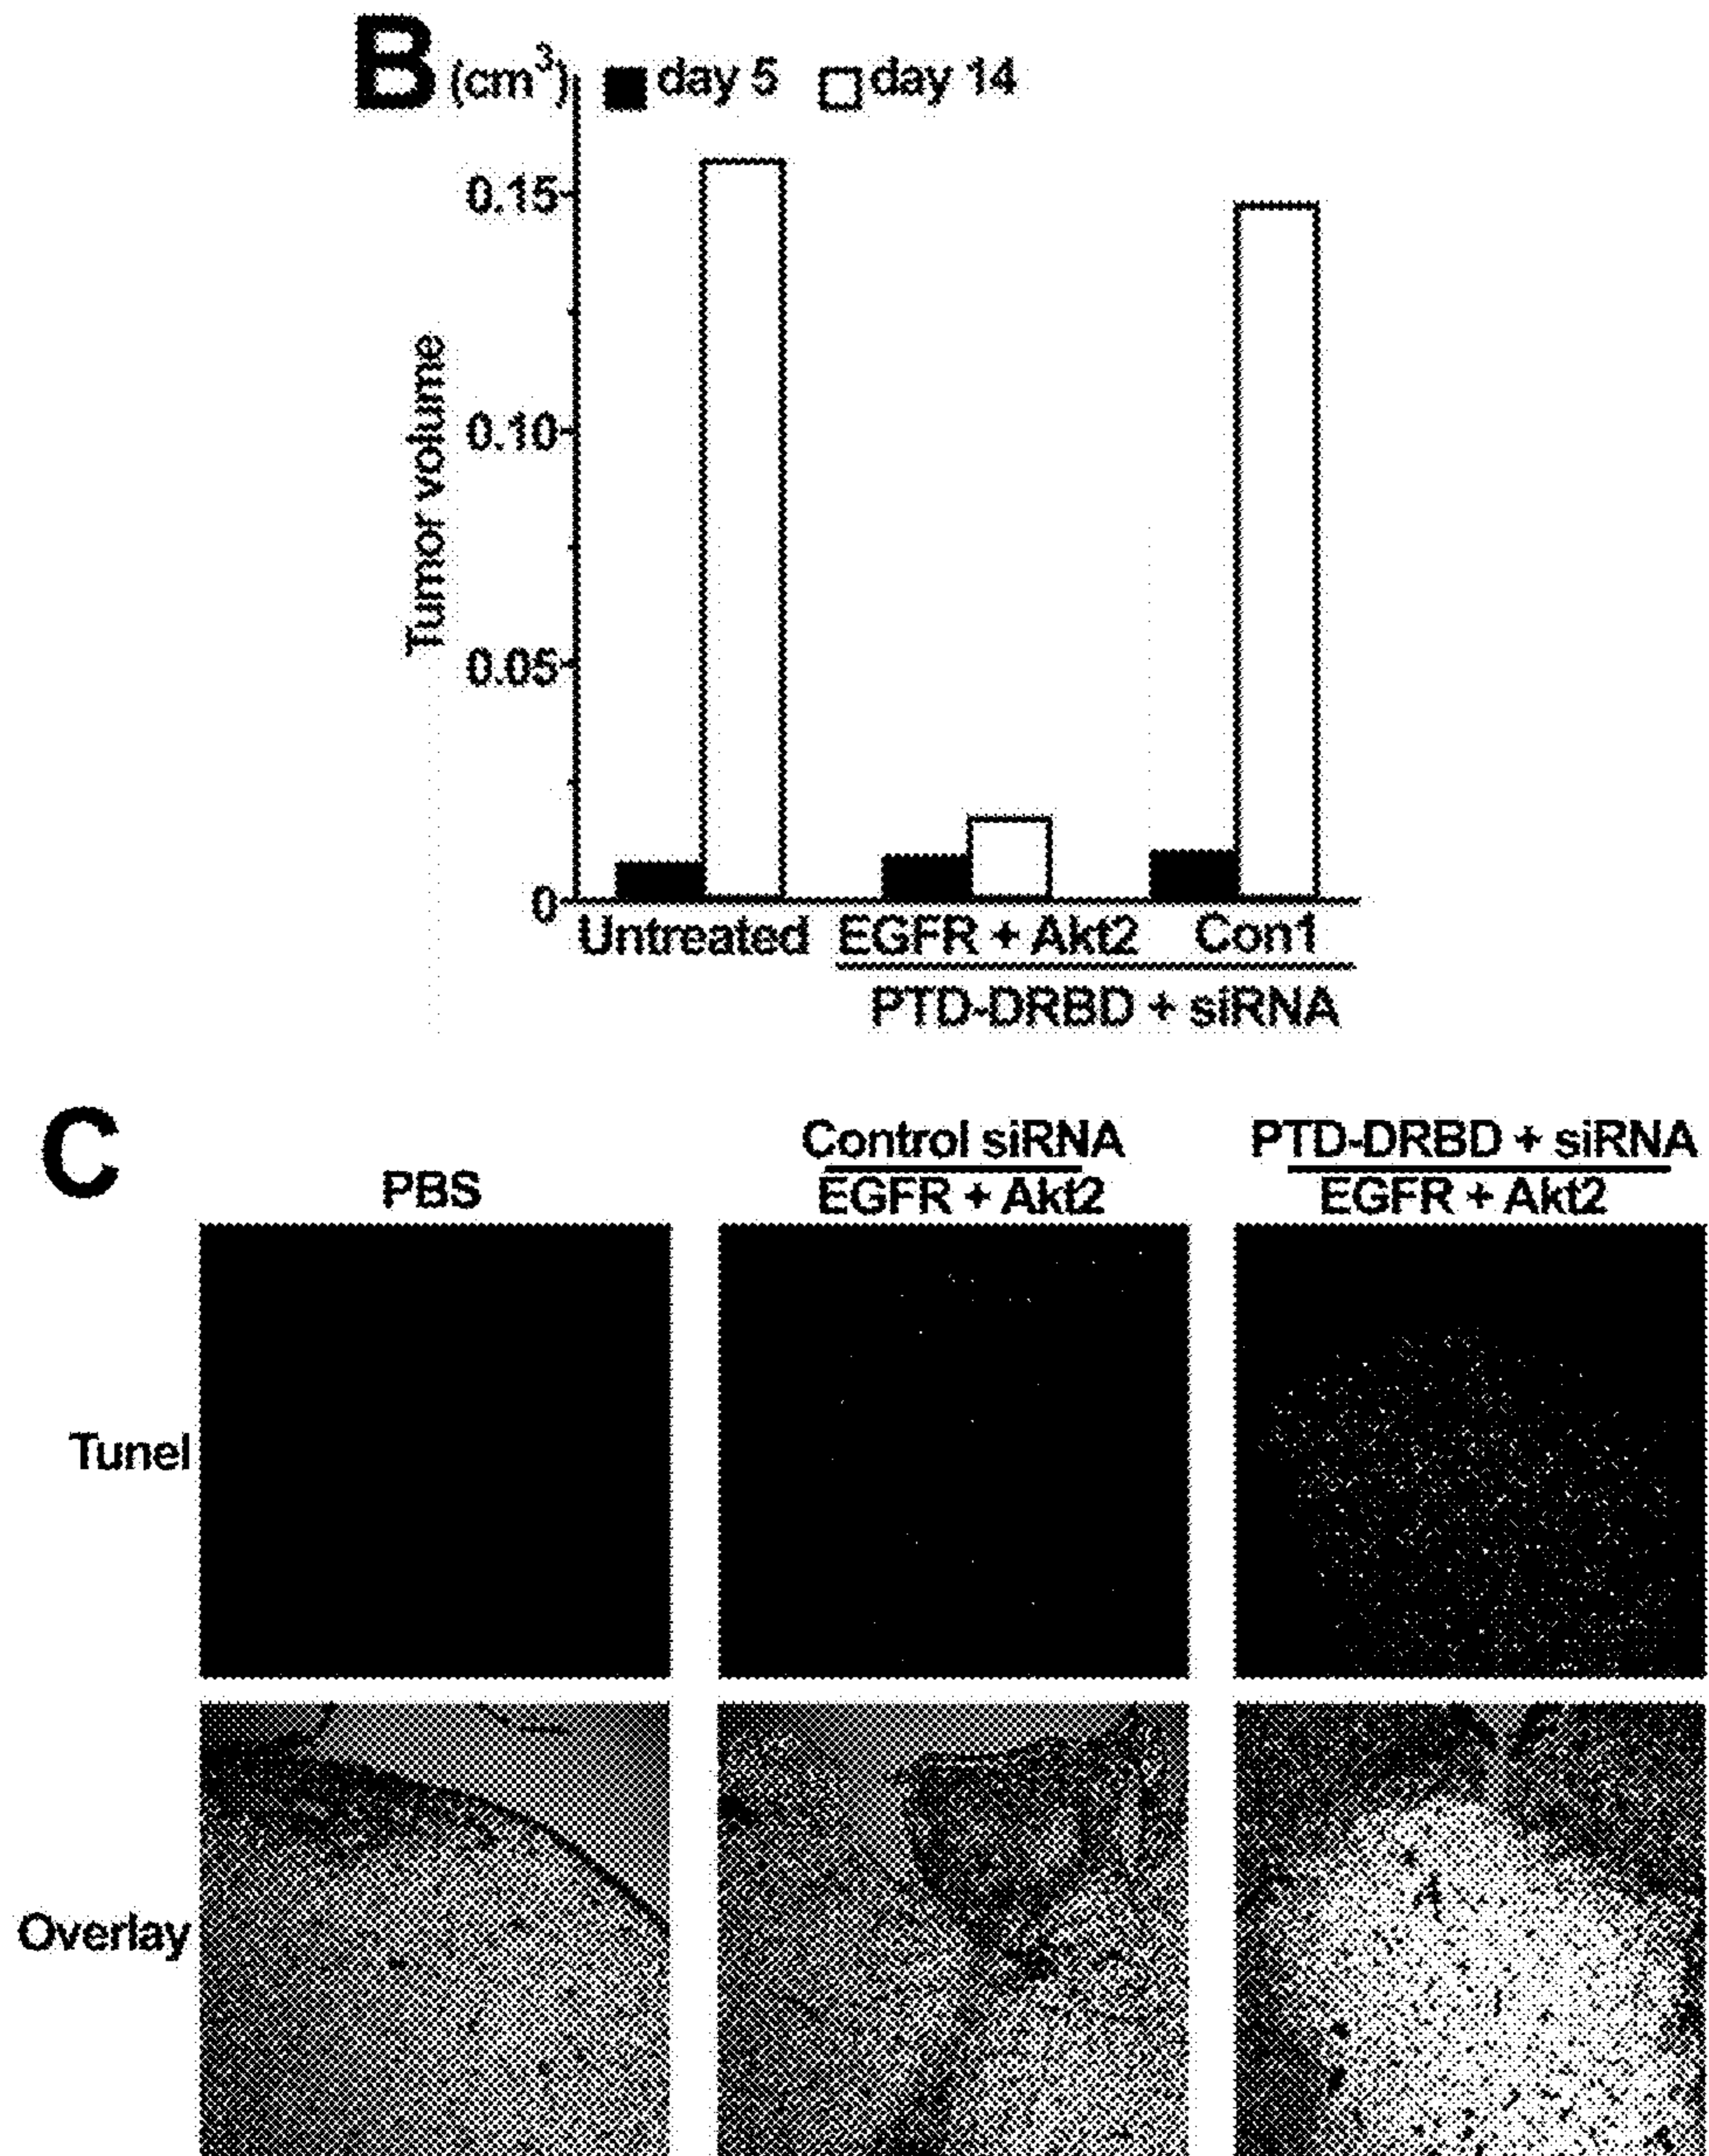 B (cm³) day 5 day 14
0.15
0.10
0.05
0
Tumor volume
Untreated EGFR + Akt2 Con1
PTD-DRBD + siRNA
C
PBS
Control siRNA
EGFR + Akt2
PTD-DRBD + siRNA
EGFR + Akt2
Tunel
Overlay